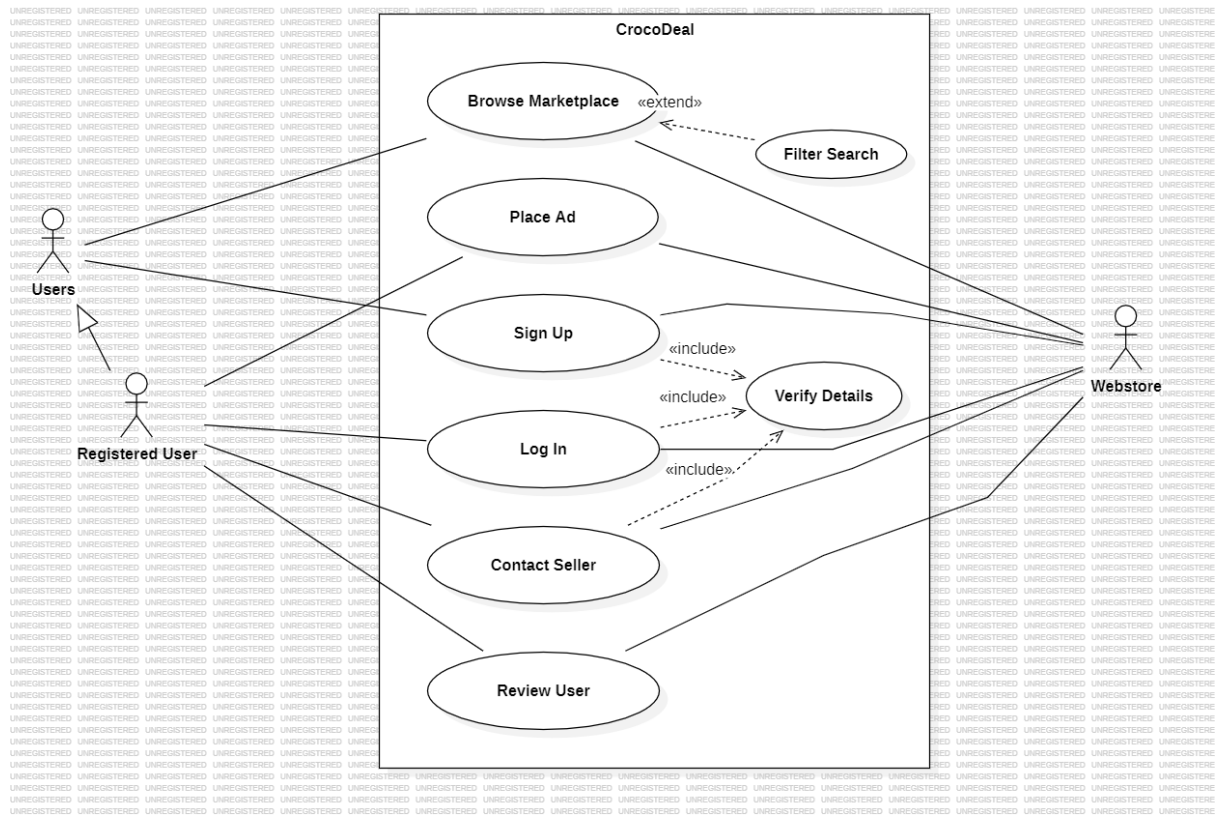 CrocoDeal
Browse Marketplace
«extend»
Filter Search
Place Ad
Users
Sign Up
«include»
Verify Details
Webstore
«include»
Registered User
Log In
«include»
Contact Seller
Review User
UNREGISTERED